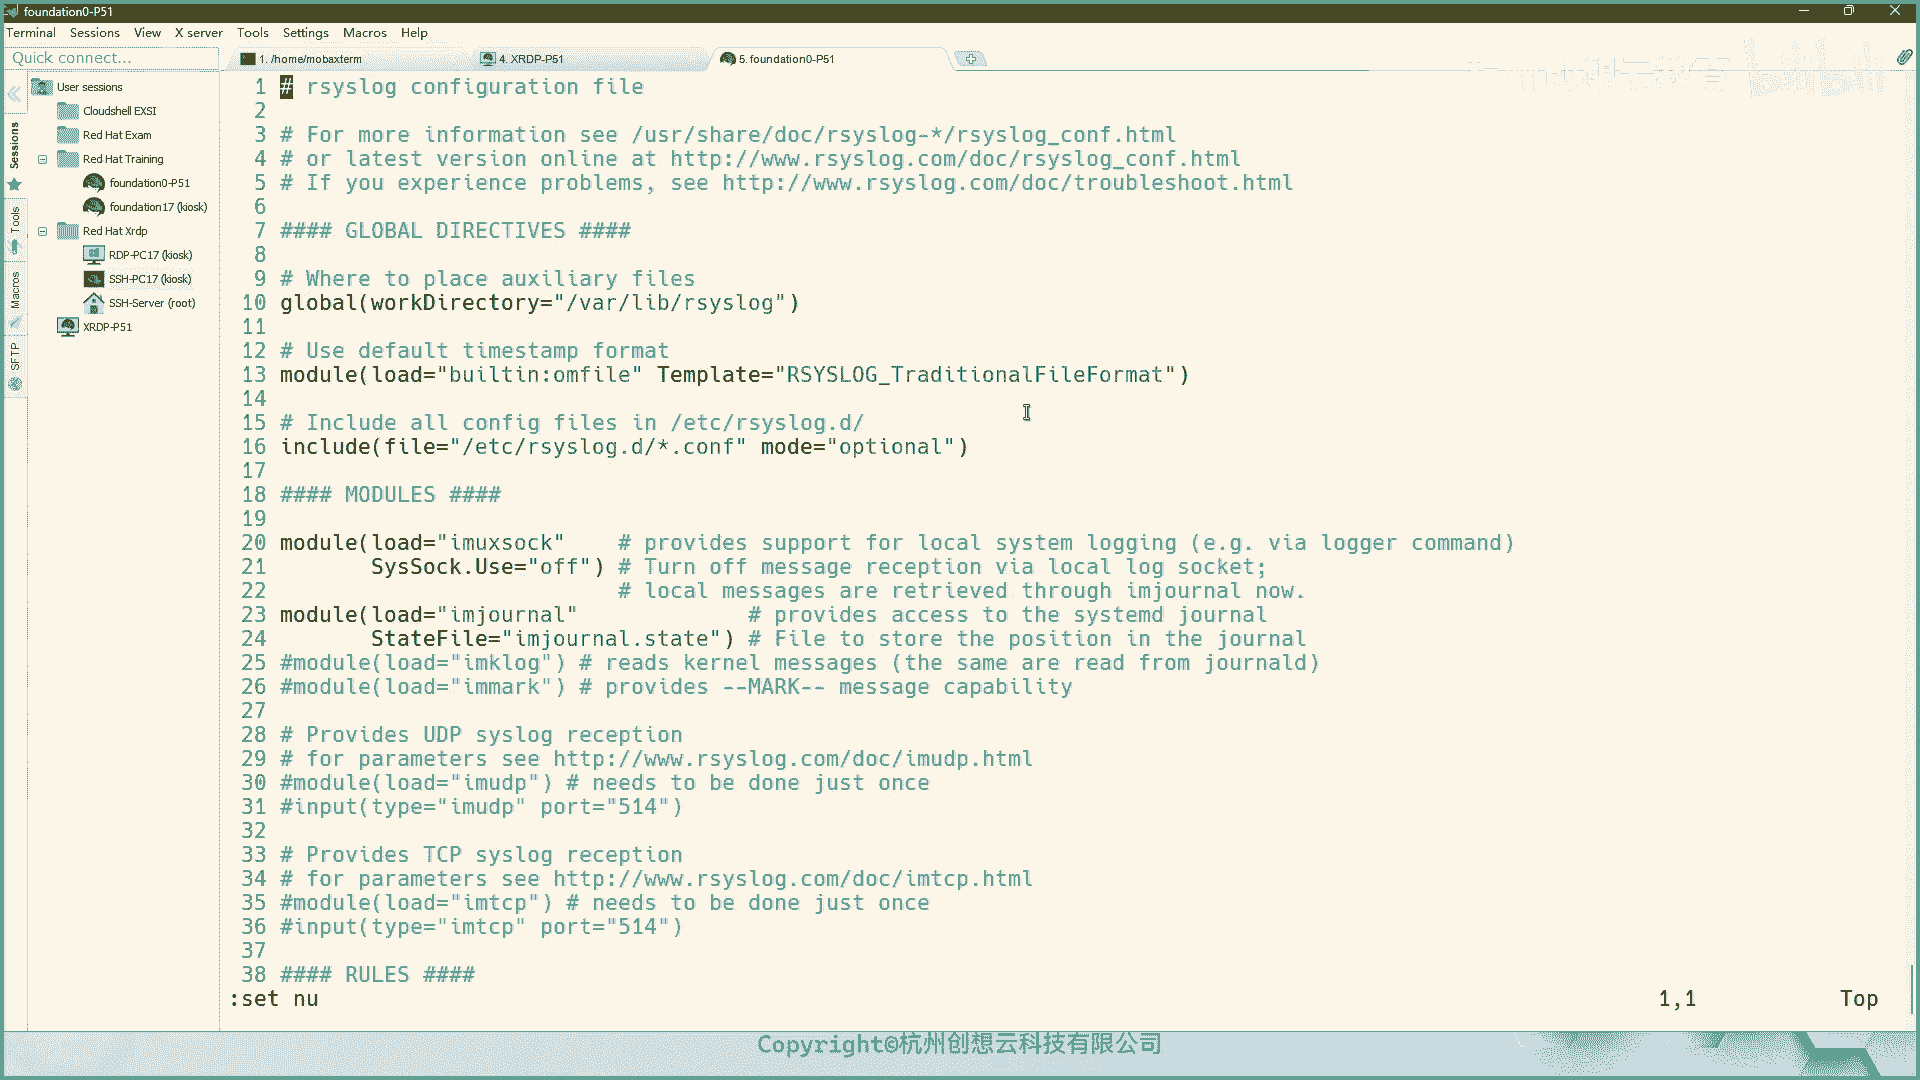 foundation0-P51
Terminal Sessions View X server Tools Settings Macros Help
Quick connect...
1. /home/mobaxterm
4. XRDP-P51
5. foundation0-P51
User sessions
Cloudshell EXSI
Red Hat Exam
Red Hat Training
foundation0-P51
foundation17 (kiosk)
Red Hat Xrdp
RDP-PC17 (kiosk)
SSH-PC17 (kiosk)
SSH-Server (root)
XRDP-P51
Sessions
Tools
Macros
SFTP
1 # rsyslog configuration file
2
3 # For more information see /usr/share/doc/rsyslog-*/rsyslog_conf.html
4 # or latest version online at http://www.rsyslog.com/doc/rsyslog_conf.html
5 # If you experience problems, see http://www.rsyslog.com/doc/troubleshoot.html
6
7 #### GLOBAL DIRECTIVES ####
8
9 # Where to place auxiliary files
10 global(workDirectory="/var/lib/rsyslog")
11
12 # Use default timestamp format
13 module(load="builtin:omfile" Template="RSYSLOG_TraditionalFileFormat")
14
15 # Include all config files in /etc/rsyslog.d/
16 include(file="/etc/rsyslog.d/*.conf" mode="optional")
17
18 #### MODULES ####
19
20 module(load="imuxsock"    # provides support for local system logging (e.g. via logger command)
21        SysSock.Use="off") # Turn off message reception via local log socket;
22                          # local messages are retrieved through imjournal now.
23 module(load="imjournal"             # provides access to the systemd journal
24        StateFile="imjournal.state") # File to store the position in the journal
25 #module(load="imklog") # reads kernel messages (the same are read from journald)
26 #module(load="immark") # provides --MARK-- message capability
27
28 # Provides UDP syslog reception
29 # for parameters see http://www.rsyslog.com/doc/imudp.html
30 #module(load="imudp") # needs to be done just once
31 #input(type="imudp" port="514")
32
33 # Provides TCP syslog reception
34 # for parameters see http://www.rsyslog.com/doc/imtcp.html
35 #module(load="imtcp") # needs to be done just once
36 #input(type="imtcp" port="514")
37
38 #### RULES ####
:set nu 1,1 Top
Copyright©杭州创想云科技有限公司